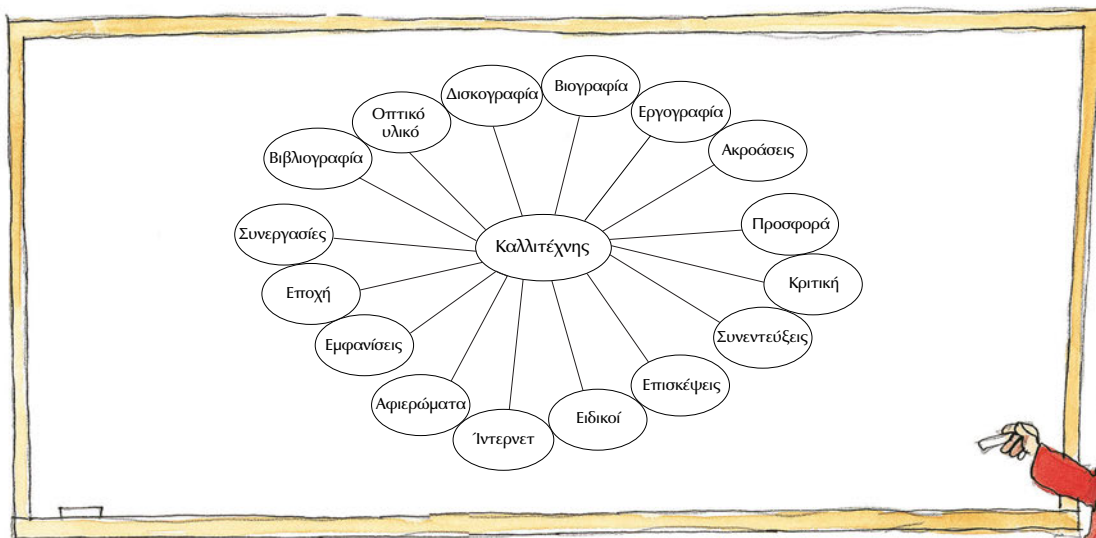 Βιογραφία
Δισκογραφία
Εργογραφία
Οπτικό
υλικό
Ακροάσεις
Βιβλιογραφία
Προσφορά
Συνεργασίες
Καλλιτέχνης
Κριτική
Εποχή
Συνεντεύξεις
Εμφανίσεις
Επισκέψεις
Αφιερώματα
Ειδικοί
Ίντερνετ